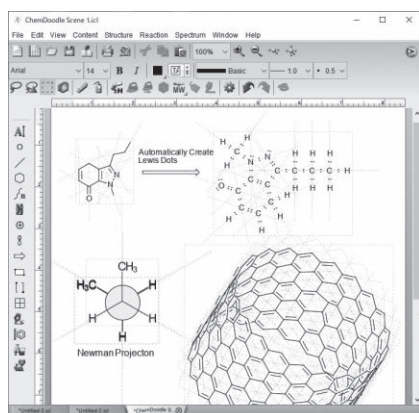 ChemDoodle Scene 1.icl
File Edit View Content Structure Reaction Spectrum Window Help
100%
Arial 14 B I Basic 1.0 0.5
MW
Automatically Create
Lewis Dots
N
N
O
H H H H
H C N N C C C H
O C C C H H H
C C
H C C H
H H
CH₃
H₃C H
H H
H
Newman Projecton
*Untitled 2.icl *Untitled 2.icl *ChemDoodle S...